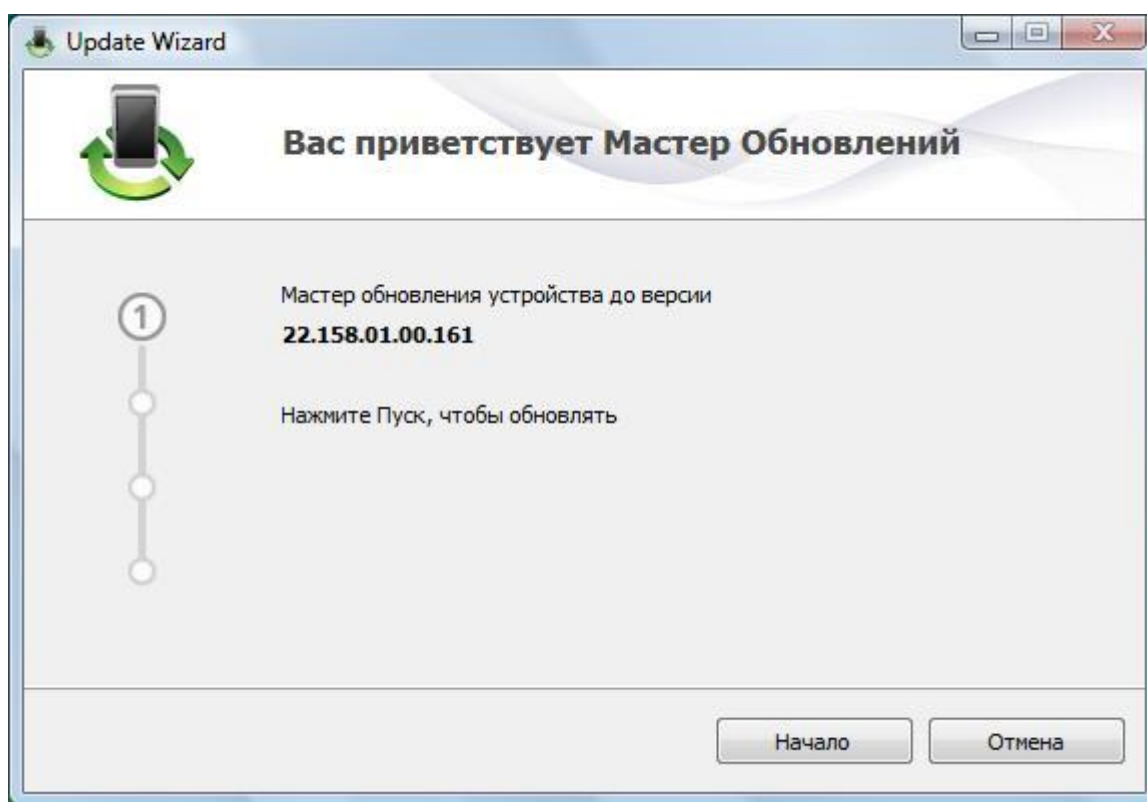 Update Wizard
Вас приветствует Мастер Обновлений
1
Мастер обновления устройства до версии
22.158.01.00.161
Нажмите Пуск, чтобы обновлять
Начало
Отмена